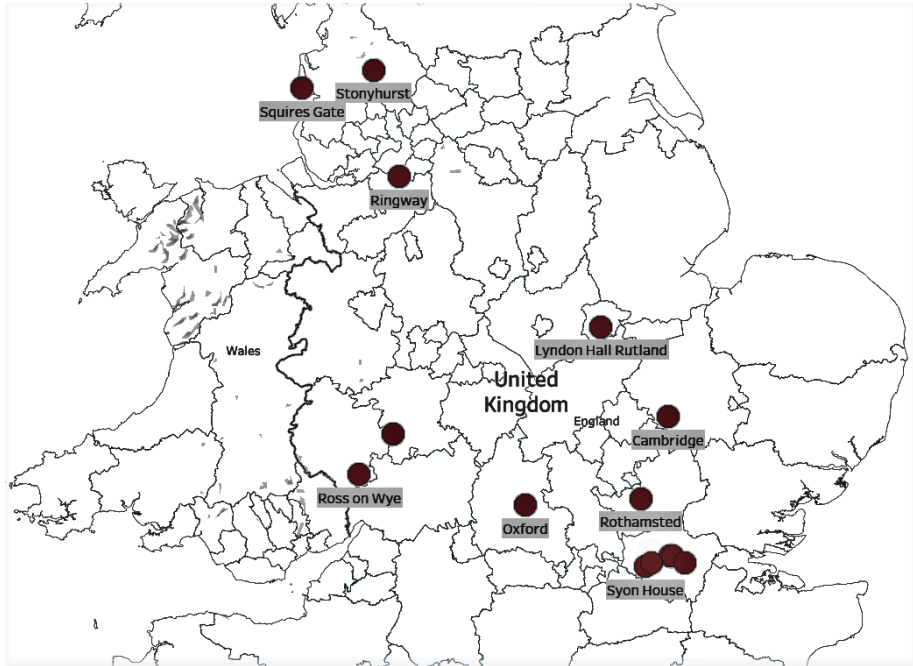 Stonyhurst
Squires Gate
Ringway
Lyndon Hall Rutland
Wales
United
Kingdom
England
Cambridge
Ross on Wye
Oxford
Rothamsted
Syon House